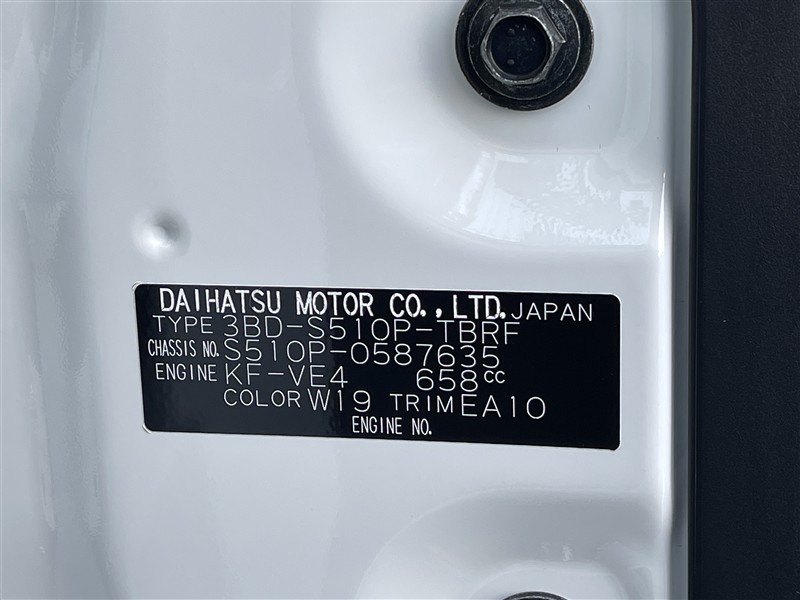 DAIHATSU MOTOR CO.,LTD. JAPAN
TYPE 3BD-S510P-TBRF
CHASSIS NO. S510P-0587635
ENGINE KF-VE4 658cc
COLOR W19 TRIM EA10
ENGINE NO.